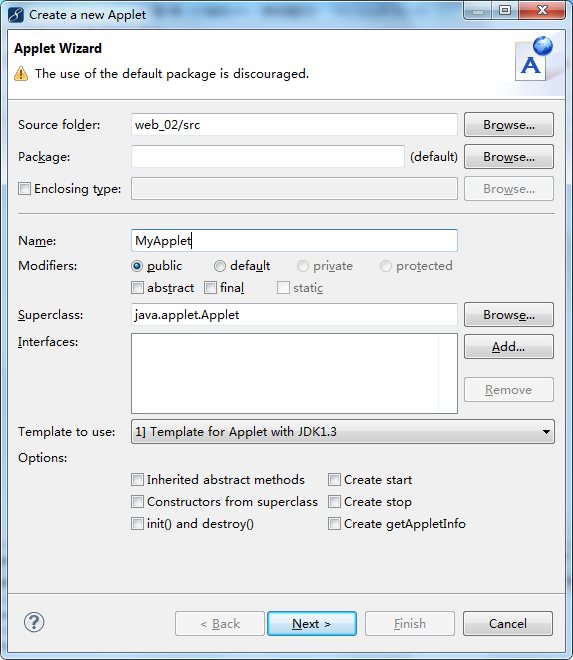 Create a new Applet
Applet Wizard
The use of the default package is discouraged.
A
Source folder: web_02/src Browse...
Package: (default) Browse...
Enclosing type: Browse...
Name: MyApplet
Modifiers: public default private protected
abstract final static
Superclass: java.applet.Applet Browse...
Interfaces: Add...
Remove
Template to use: 1] Template for Applet with JDK1.3
Options:
Inherited abstract methods Create start
Constructors from superclass Create stop
init() and destroy() Create getAppletInfo
? < Back Next > Finish Cancel